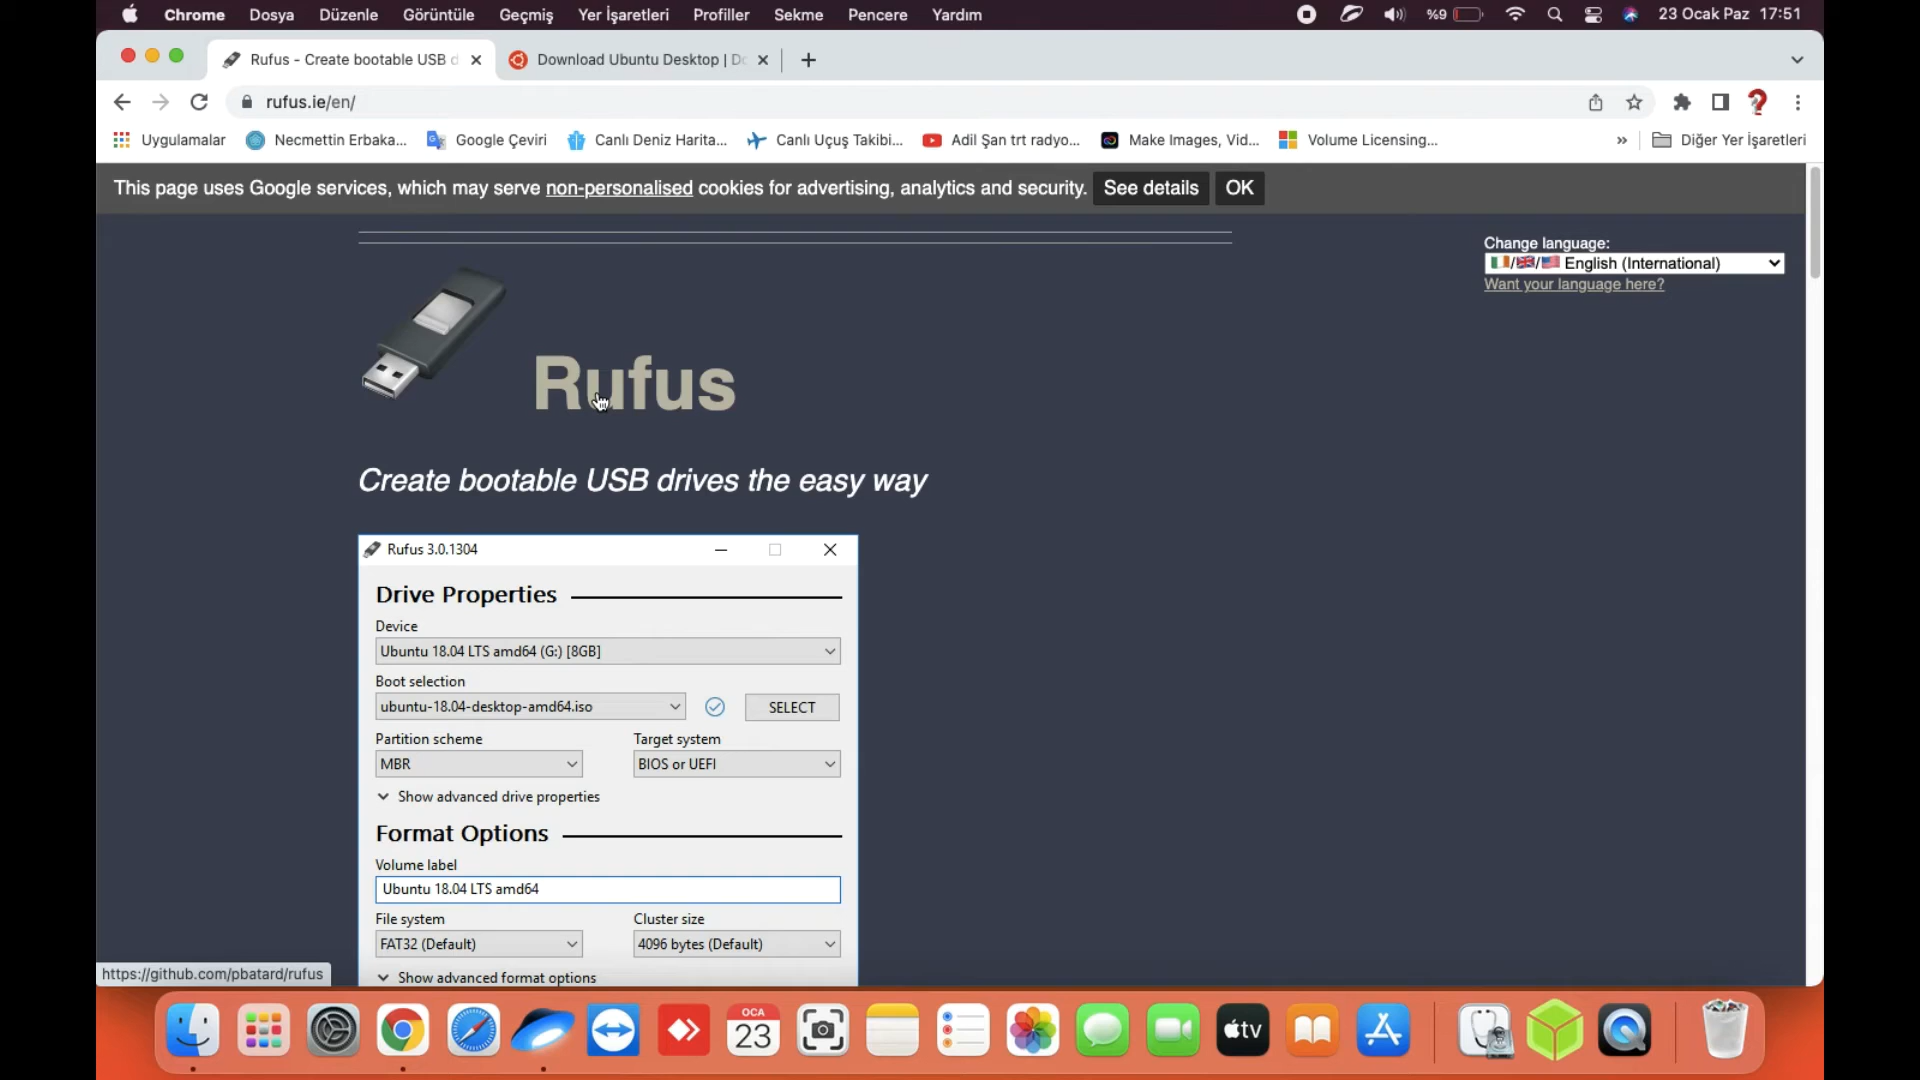 Chrome Dosya Düzenle Görüntüle Geçmiş Yer İşaretleri Profiller Sekme Pencere Yardım %9 23 Ocak Paz 17:51
Rufus - Create bootable USB d Download Ubuntu Desktop | Do
rufus.ie/en/
Uygulamalar Necmettin Erbaka... Google Çeviri Canlı Deniz Harita... Canlı Uçuş Takibi... Adil Şan trt radyo... Make Images, Vid... Volume Licensing... » Diğer Yer İşaretleri
This page uses Google services, which may serve non-personalised cookies for advertising, analytics and security. See details OK
Change language:
English (International)
Want your language here?
Rufus
Create bootable USB drives the easy way
Rufus 3.0.1304
Drive Properties
Device
Ubuntu 18.04 LTS amd64 (G:) [8GB]
Boot selection
ubuntu-18.04-desktop-amd64.iso SELECT
Partition scheme Target system
MBR BIOS or UEFI
Show advanced drive properties
Format Options
Volume label
Ubuntu 18.04 LTS amd64
File system Cluster size
FAT32 (Default) 4096 bytes (Default)
Show advanced format options
https://github.com/pbatard/rufus
OCA
23
tv